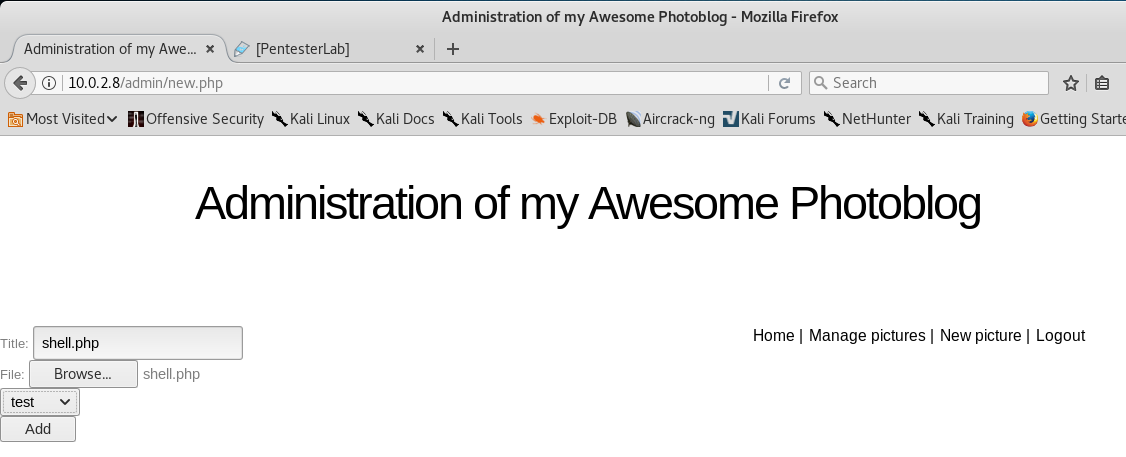 Administration of my Awesome Photoblog - Mozilla Firefox
Administration of my Awe... [PentesterLab]
10.0.2.8/admin/new.php Search
Most Visited Offensive Security Kali Linux Kali Docs Kali Tools Exploit-DB Aircrack-ng Kali Forums NetHunter Kali Training Getting Starte
Administration of my Awesome Photoblog
Home | Manage pictures | New picture | Logout
Title: shell.php
File: Browse... shell.php
test
Add